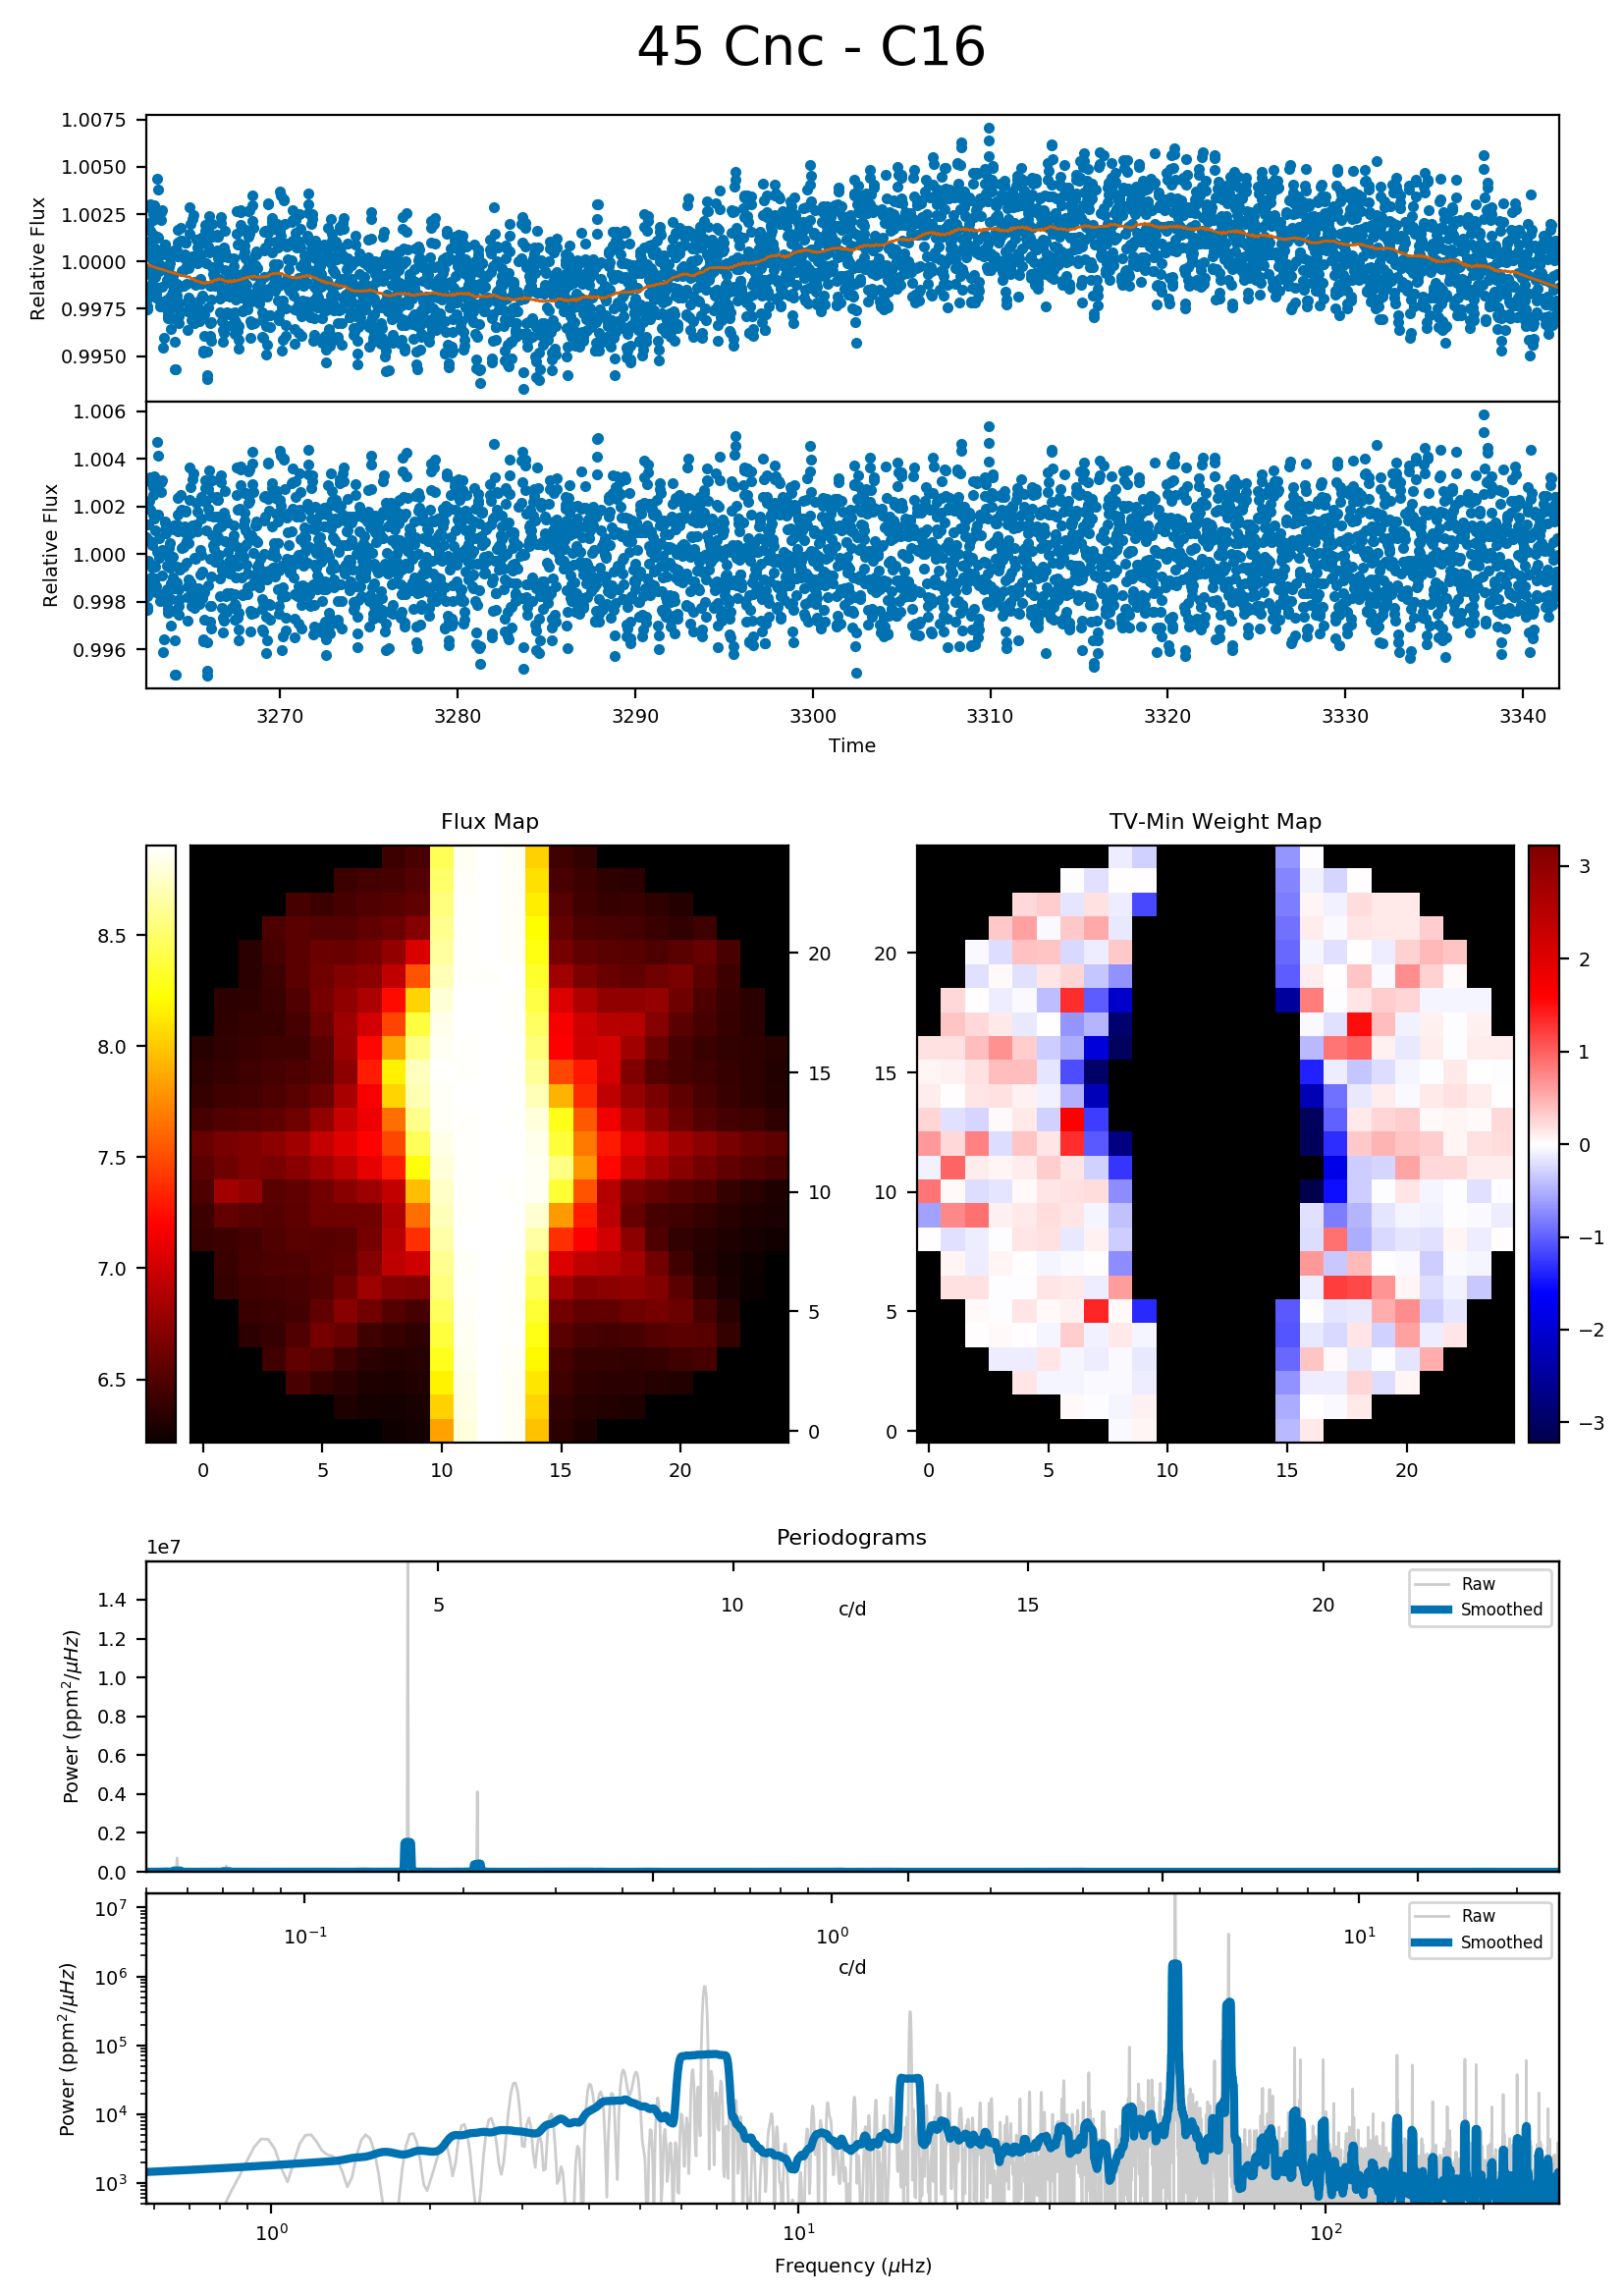 45 Cnc - C16
1.0075
1.0050
1.0025
1.0000
0.9975
0.9950
Relative Flux
1.006
1.004
1.002
1.000
0.998
0.996
Relative Flux
3270 3280 3290 3300 3310 3320 3330 3340
Time
Flux Map
8.5
8.0
7.5
7.0
6.5
20
15
10
5
0
0 5 10 15 20
TV-Min Weight Map
20
15
10
5
0
3
2
1
0
−1
−2
−3
0 5 10 15 20
Periodograms
1e7
1.4
1.2
1.0
0.8
0.6
0.4
0.2
0.0
Power (ppm²/μHz)
5 10 15 20
c/d
Raw
Smoothed
10⁷
10⁶
10⁵
10⁴
10³
Power (ppm²/μHz)
10⁻¹ 10⁰ 10¹
c/d
Raw
Smoothed
10⁰ 10¹ 10²
Frequency (μHz)